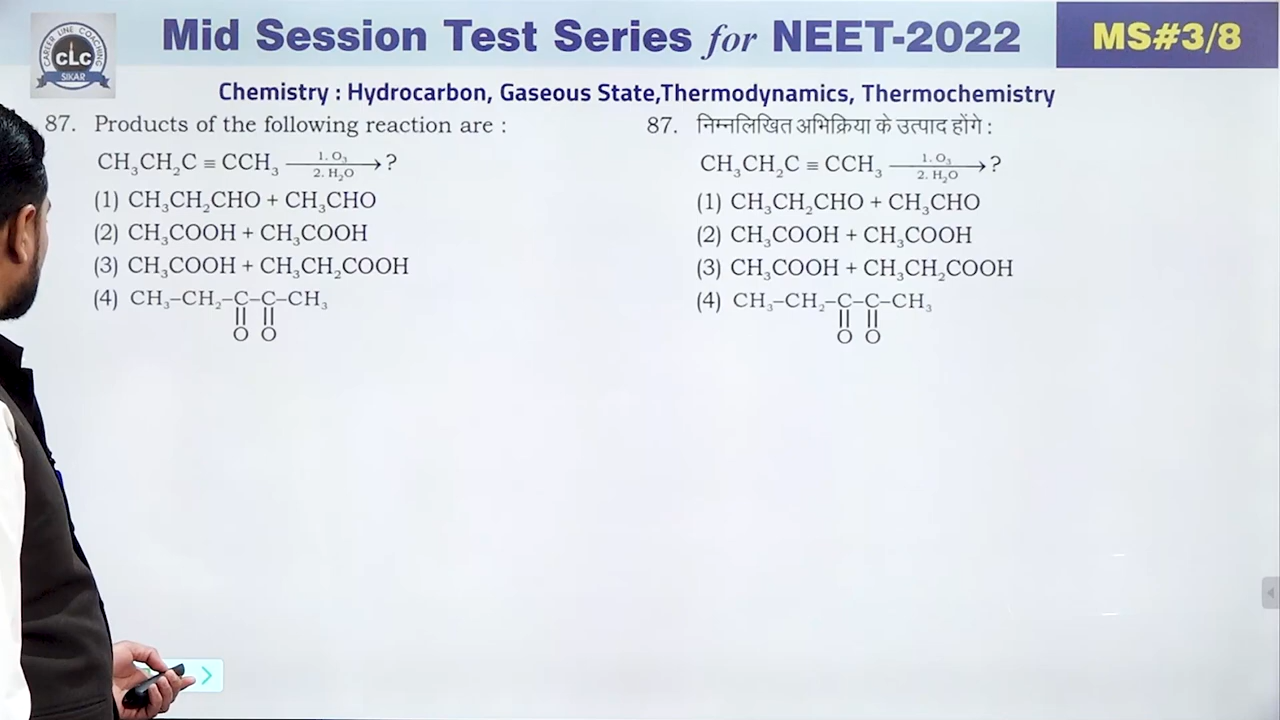 CAREER LINE COACHING
CLC
SIKAR
Mid Session Test Series for NEET-2022
MS#3/8
Chemistry : Hydrocarbon, Gaseous State,Thermodynamics, Thermochemistry
87. Products of the following reaction are :
CH₃CH₂C ≡ CCH₃ 1. O₃ 2. H₂O → ?
(1) CH₃CH₂CHO + CH₃CHO
(2) CH₃COOH + CH₃COOH
(3) CH₃COOH + CH₃CH₂COOH
(4) CH₃–CH₂–C–C–CH₃
O O
87. निम्नलिखित अभिक्रिया के उत्पाद होंगे :
CH₃CH₂C ≡ CCH₃ 1. O₃ 2. H₂O → ?
(1) CH₃CH₂CHO + CH₃CHO
(2) CH₃COOH + CH₃COOH
(3) CH₃COOH + CH₃CH₂COOH
(4) CH₃–CH₂–C–C–CH₃
O O